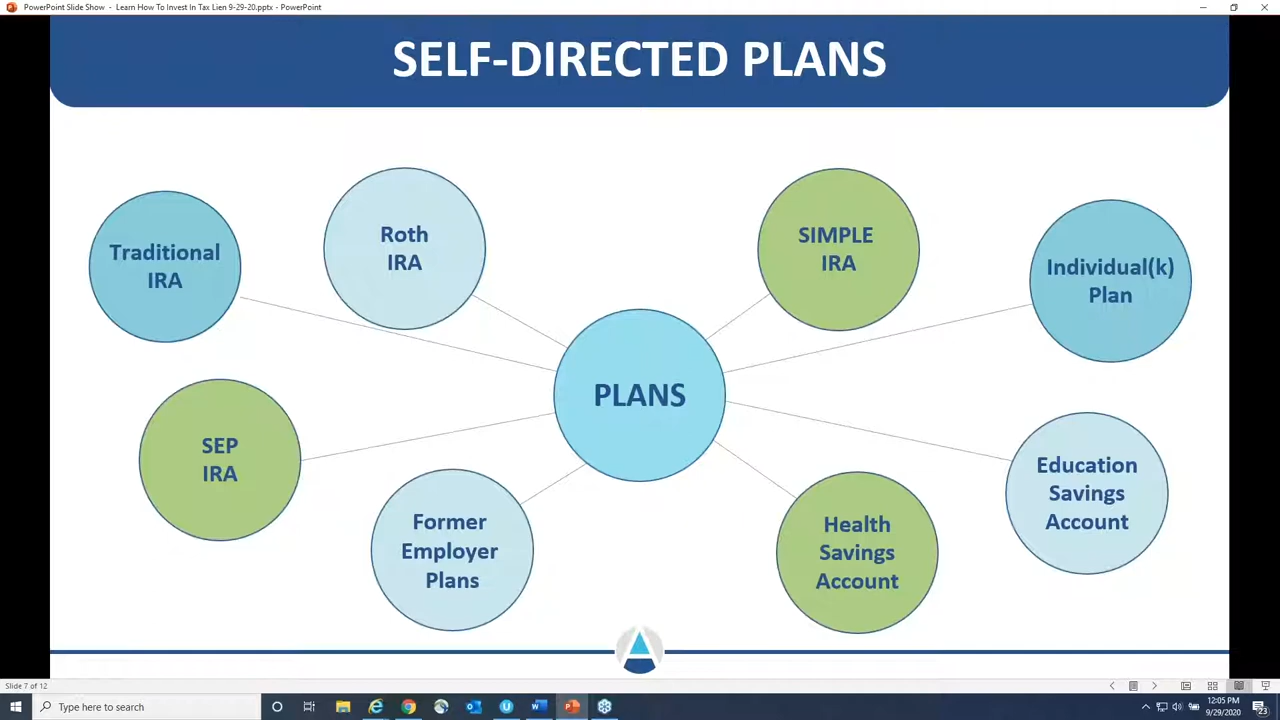 PowerPoint Slide Show - Learn How To Invest In Tax Lien 9-29-20.pptx - PowerPoint
SELF-DIRECTED PLANS
Traditional
IRA
Roth
IRA
SIMPLE
IRA
Individual(k)
Plan
PLANS
SEP
IRA
Former
Employer
Plans
Health
Savings
Account
Education
Savings
Account
Slide 7 of 12
Type here to search
12:05 PM
9/29/2020
23